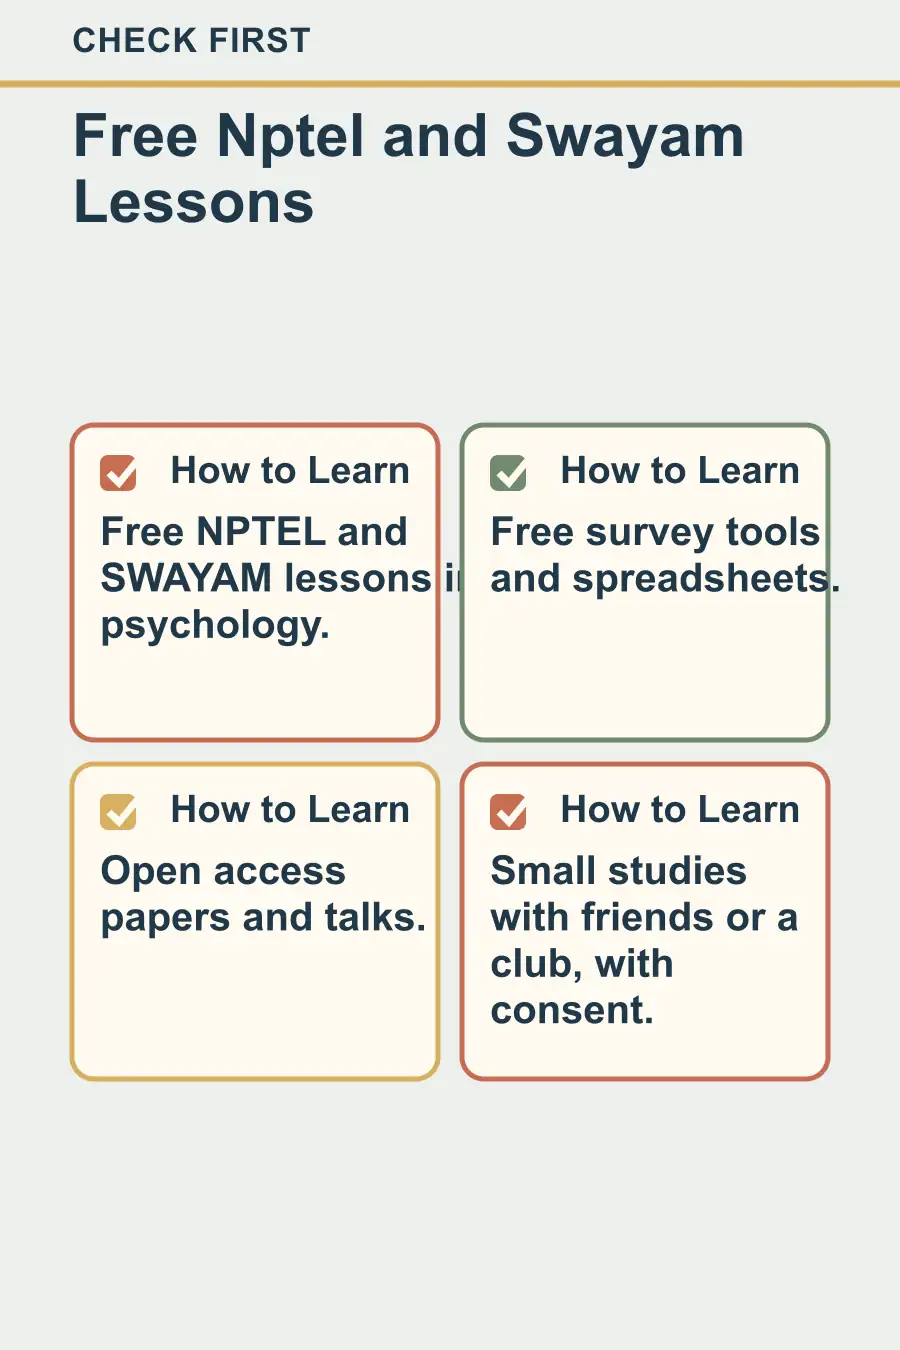 CHECK FIRST
Free Nptel and Swayam
Lessons
How to Learn
Free NPTEL and
SWAYAM lessons
psychology.
How to Learn
Free survey tools
and spreadsheets.
How to Learn
Open access
papers and talks.
How to Learn
Small studies
with friends or a
club, with
consent.